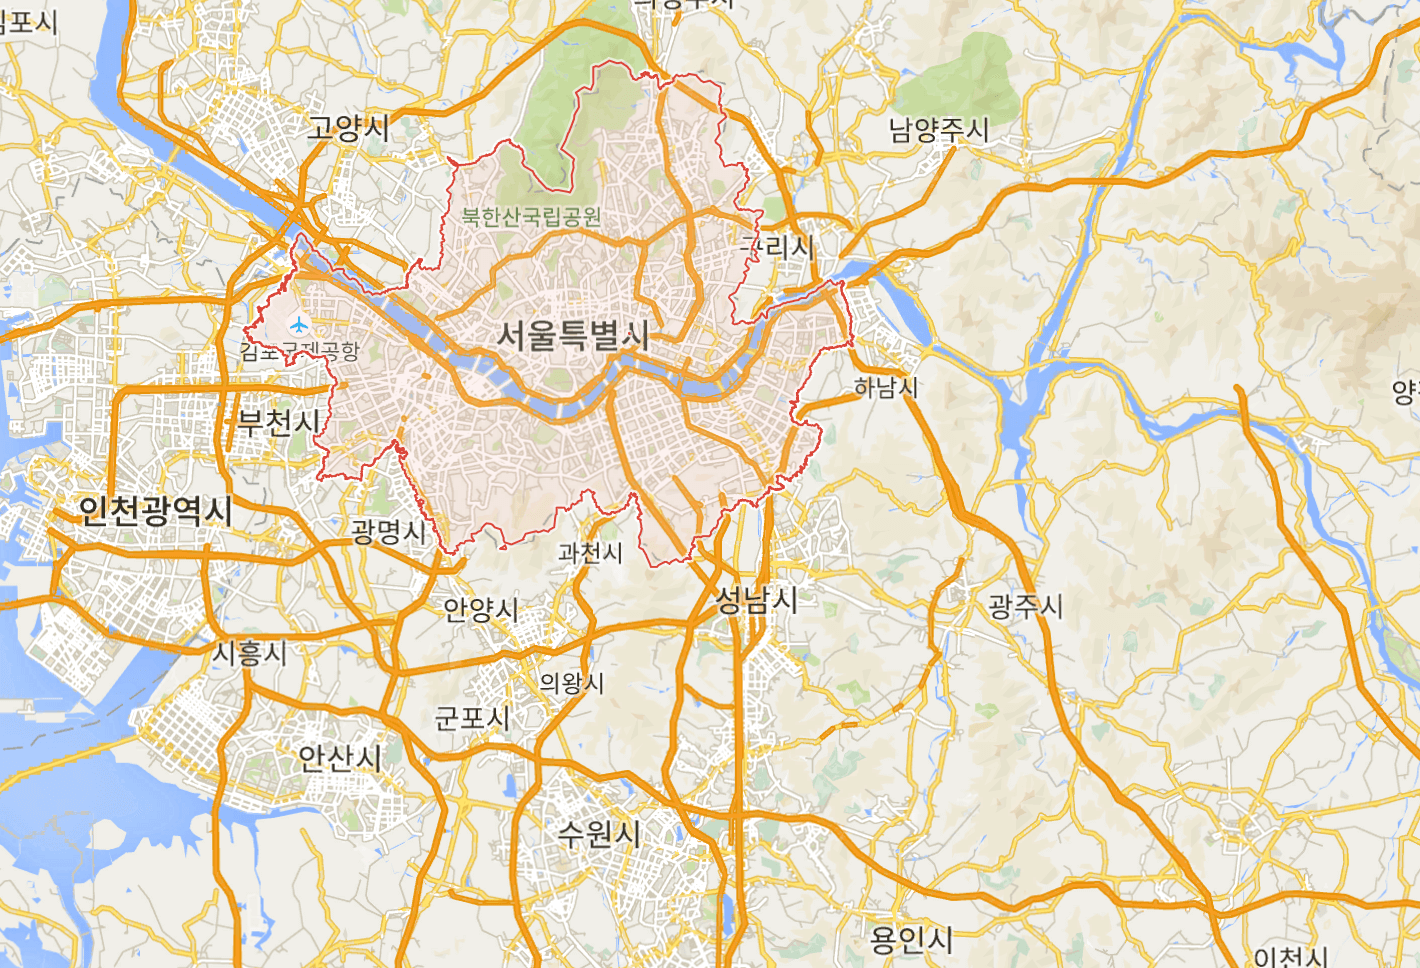 고양시
남양주시
북한산국립공원
구리시
서울특별시
김포국제공항
하남시
부천시
인천광역시
광명시
과천시
성남시
안양시
광주시
시흥시
의왕시
군포시
안산시
수원시
용인시
이천시